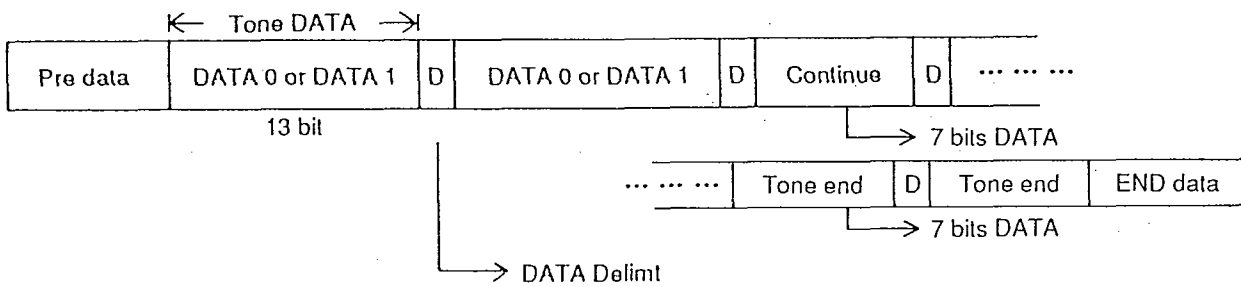 Tone DATA
Pre data DATA 0 or DATA 1 D DATA 0 or DATA 1 D Continue D ... ... ...
13 bit
7 bits DATA
... ... ... Tone end D Tone end END data
7 bits DATA
DATA Delimt